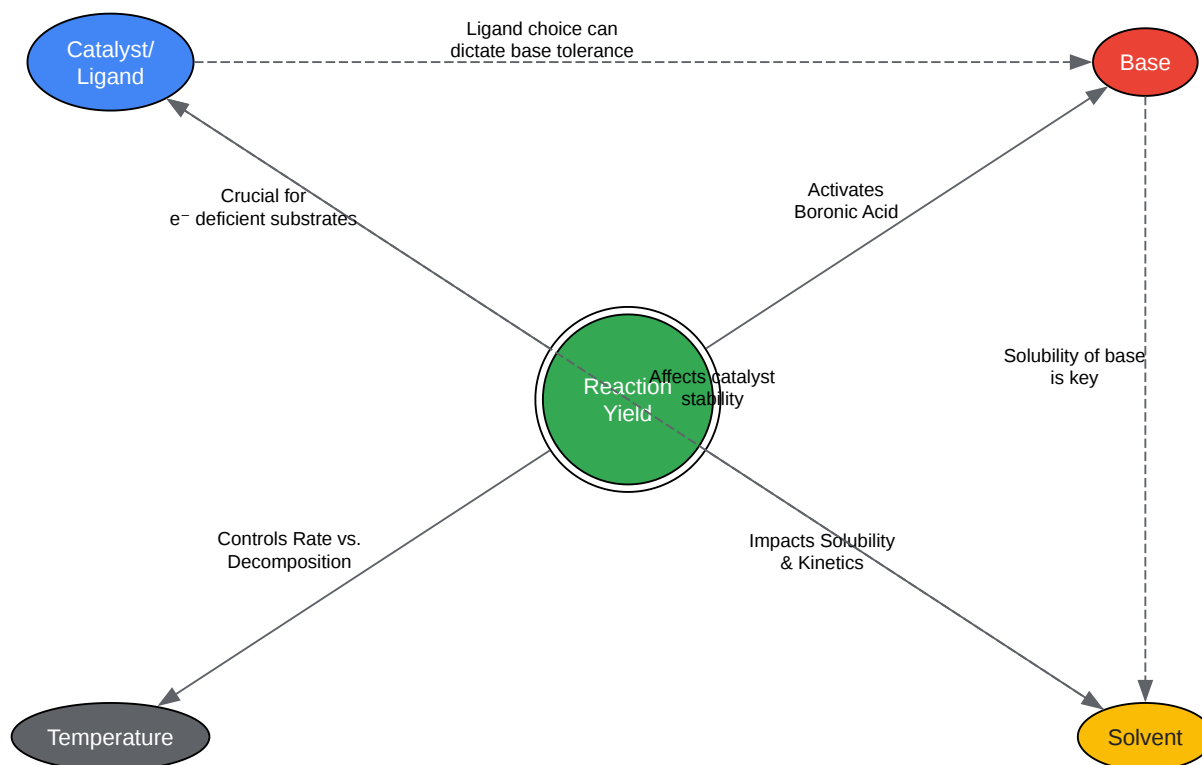 Catalyst/
Ligand
Ligand choice can
dictate base tolerance
Base
Crucial for
e⁻ deficient substrates
Activates
Boronic Acid
Reaction
Yield
Affects catalyst
stability
Solubility of base
is key
Controls Rate vs.
Decomposition
Impacts Solubility
& Kinetics
Temperature
Solvent